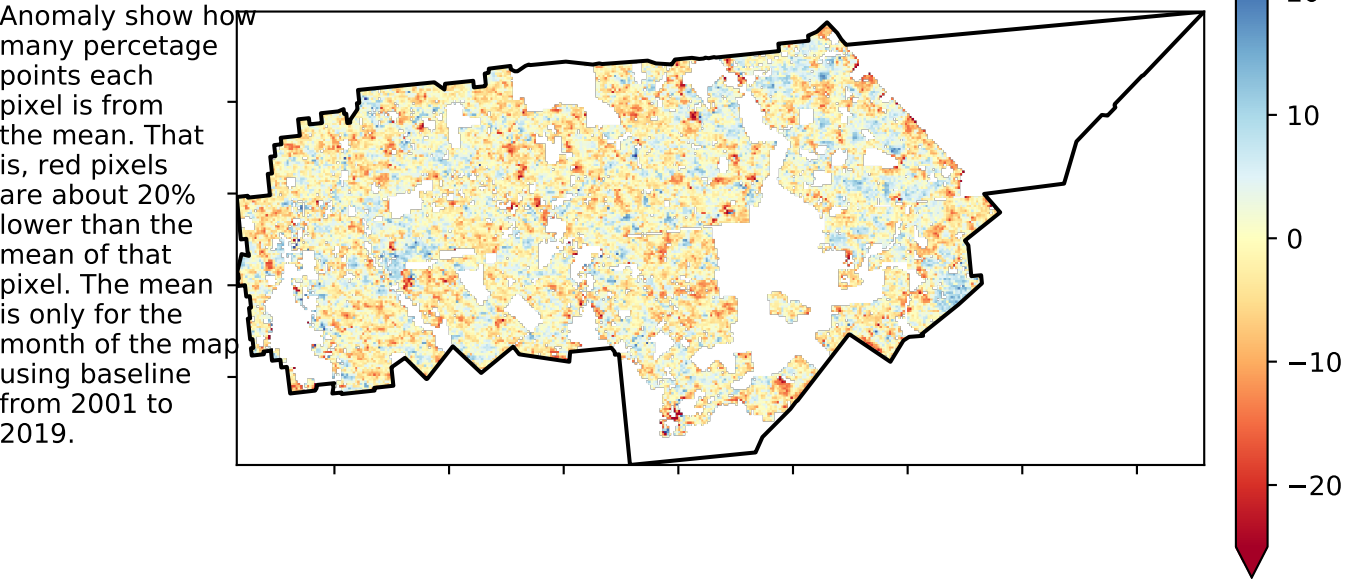 Anomaly show how
many percetage
points each
pixel is from
the mean. That
is, red pixels
are about 20%
lower than the
mean of that
pixel. The mean
is only for the
month of the map
using baseline
from 2001 to
2019.
10
0
−10
−20